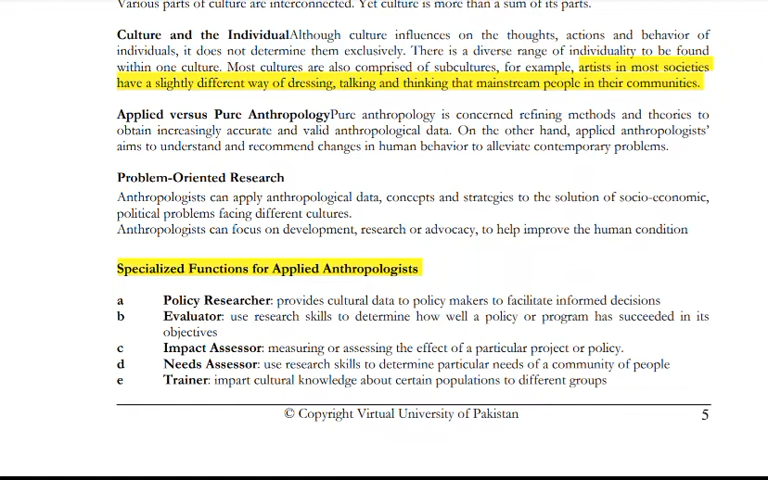 Various parts of culture are interconnected. Yet culture is more than a sum of its parts.
Culture and the IndividualAlthough culture influences on the thoughts, actions and behavior of
individuals, it does not determine them exclusively. There is a diverse range of individuality to be found
within one culture. Most cultures are also comprised of subcultures, for example, artists in most societies
have a slightly different way of dressing, talking and thinking that mainstream people in their communities.
Applied versus Pure AnthropologyPure anthropology is concerned refining methods and theories to
obtain increasingly accurate and valid anthropological data. On the other hand, applied anthropologists'
aims to understand and recommend changes in human behavior to alleviate contemporary problems.
Problem-Oriented Research
Anthropologists can apply anthropological data, concepts and strategies to the solution of socio-economic,
political problems facing different cultures.
Anthropologists can focus on development, research or advocacy, to help improve the human condition
Specialized Functions for Applied Anthropologists
a Policy Researcher: provides cultural data to policy makers to facilitate informed decisions
b Evaluator: use research skills to determine how well a policy or program has succeeded in its
objectives
c Impact Assessor: measuring or assessing the effect of a particular project or policy.
d Needs Assessor: use research skills to determine particular needs of a community of people
e Trainer: impart cultural knowledge about certain populations to different groups
© Copyright Virtual University of Pakistan 5